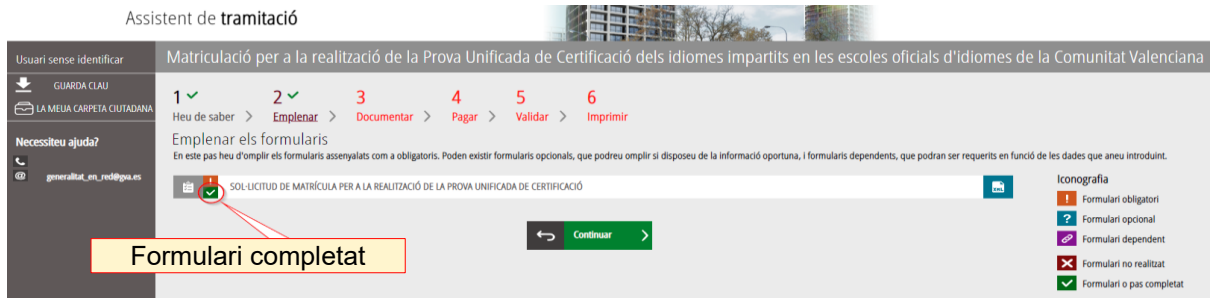 Assistent de tramitació
Usuari sense identificar
Matriculació per a la realització de la Prova Unificada de Certificació dels idiomes impartits en les escoles oficials d'idiomes de la Comunitat Valenciana
GUARDA CLAU
LA MEUA CARPETA CIUTADANA
1 2 3 4 5 6
Heu de saber > Emplenar > Documentar > Pagar > Validar > Imprimir
Necessiteu ajuda?
generalitat_en_red@gva.es
Emplenar els formularis
En este pas heu d'omplir els formularis assenyalats com a obligatoris. Poden existir formularis opcionals, que podreu omplir si disposeu de la informació oportuna, i formularis dependents, que podran ser requerits en funció de les dades que aneu introduint.
SOL·LICITUD DE MATRÍCULA PER A LA REALITZACIÓ DE LA PROVA UNIFICADA DE CERTIFICACIÓ
XML
Continuar
Formulari completat
Iconografia
! Formulari obligatori
? Formulari opcional
Formulari dependent
Formulari no realitzat
Formulari o pas completat